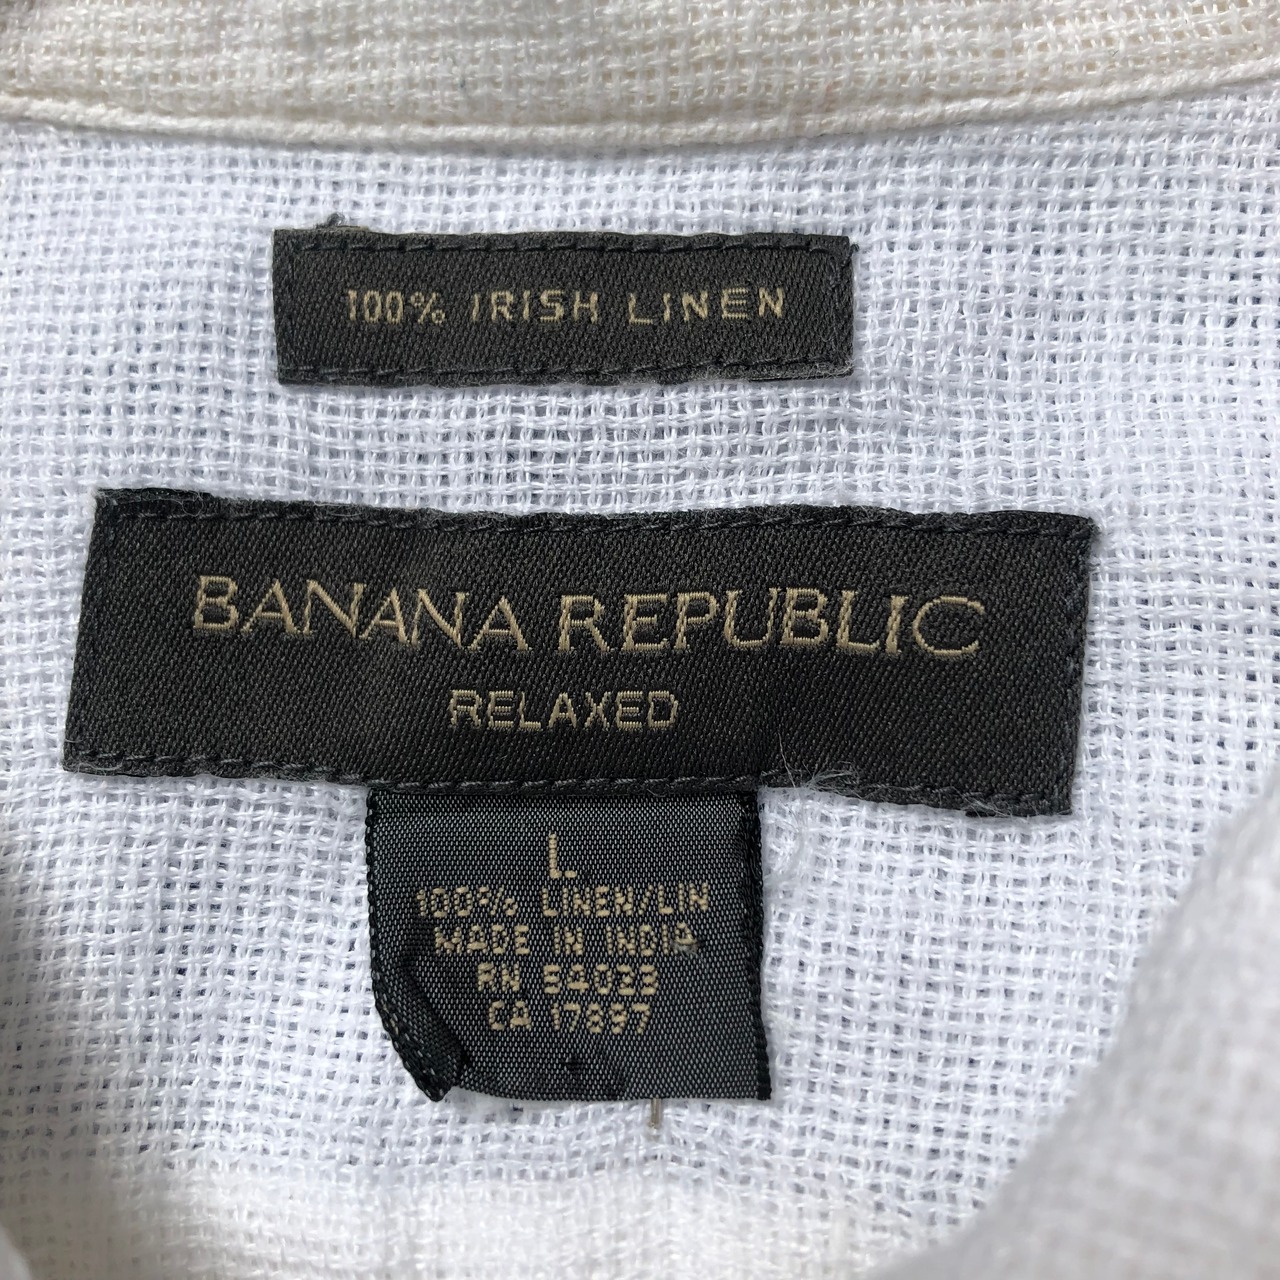 100% IRISH LINEN
BANANA REPUBLIC
RELAXED
L
100% LINEN/LIN
MADE IN INDIA
RN 54023
CA 17897